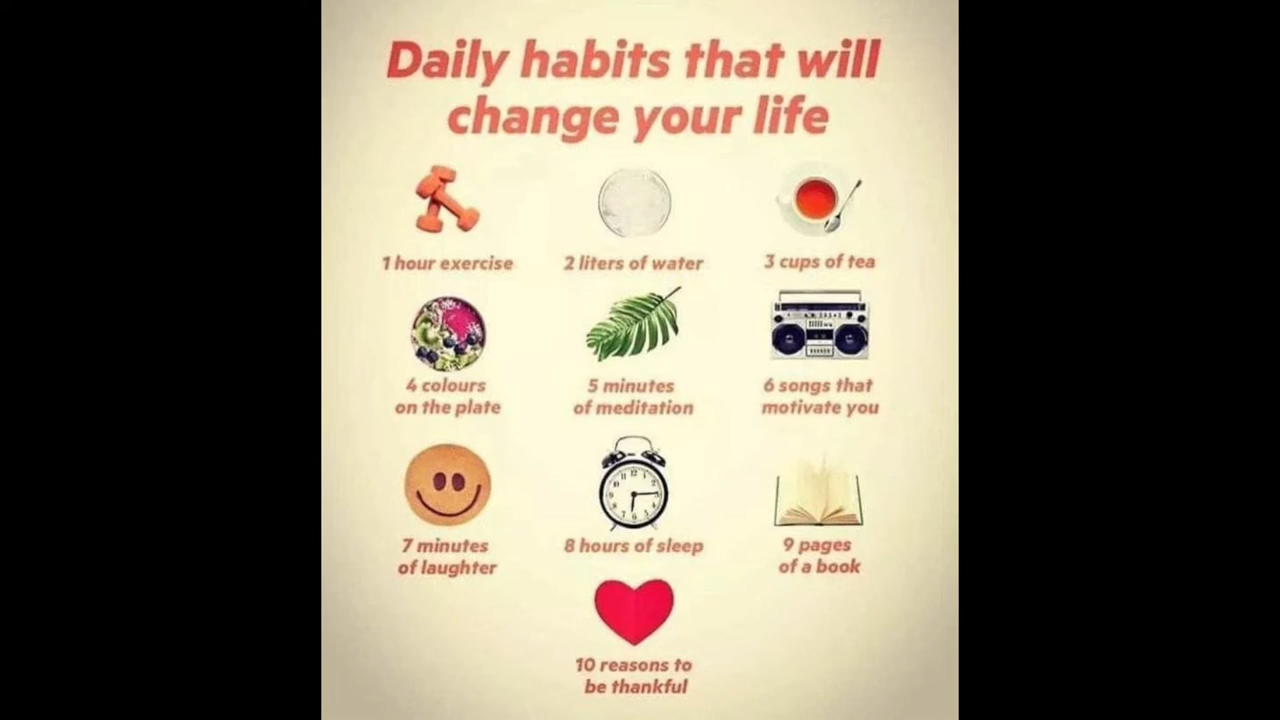 Daily habits that will
change your life
1 hour exercise
2 liters of water
3 cups of tea
4 colours
on the plate
5 minutes
of meditation
6 songs that
motivate you
7 minutes
of laughter
8 hours of sleep
9 pages
of a book
10 reasons to
be thankful